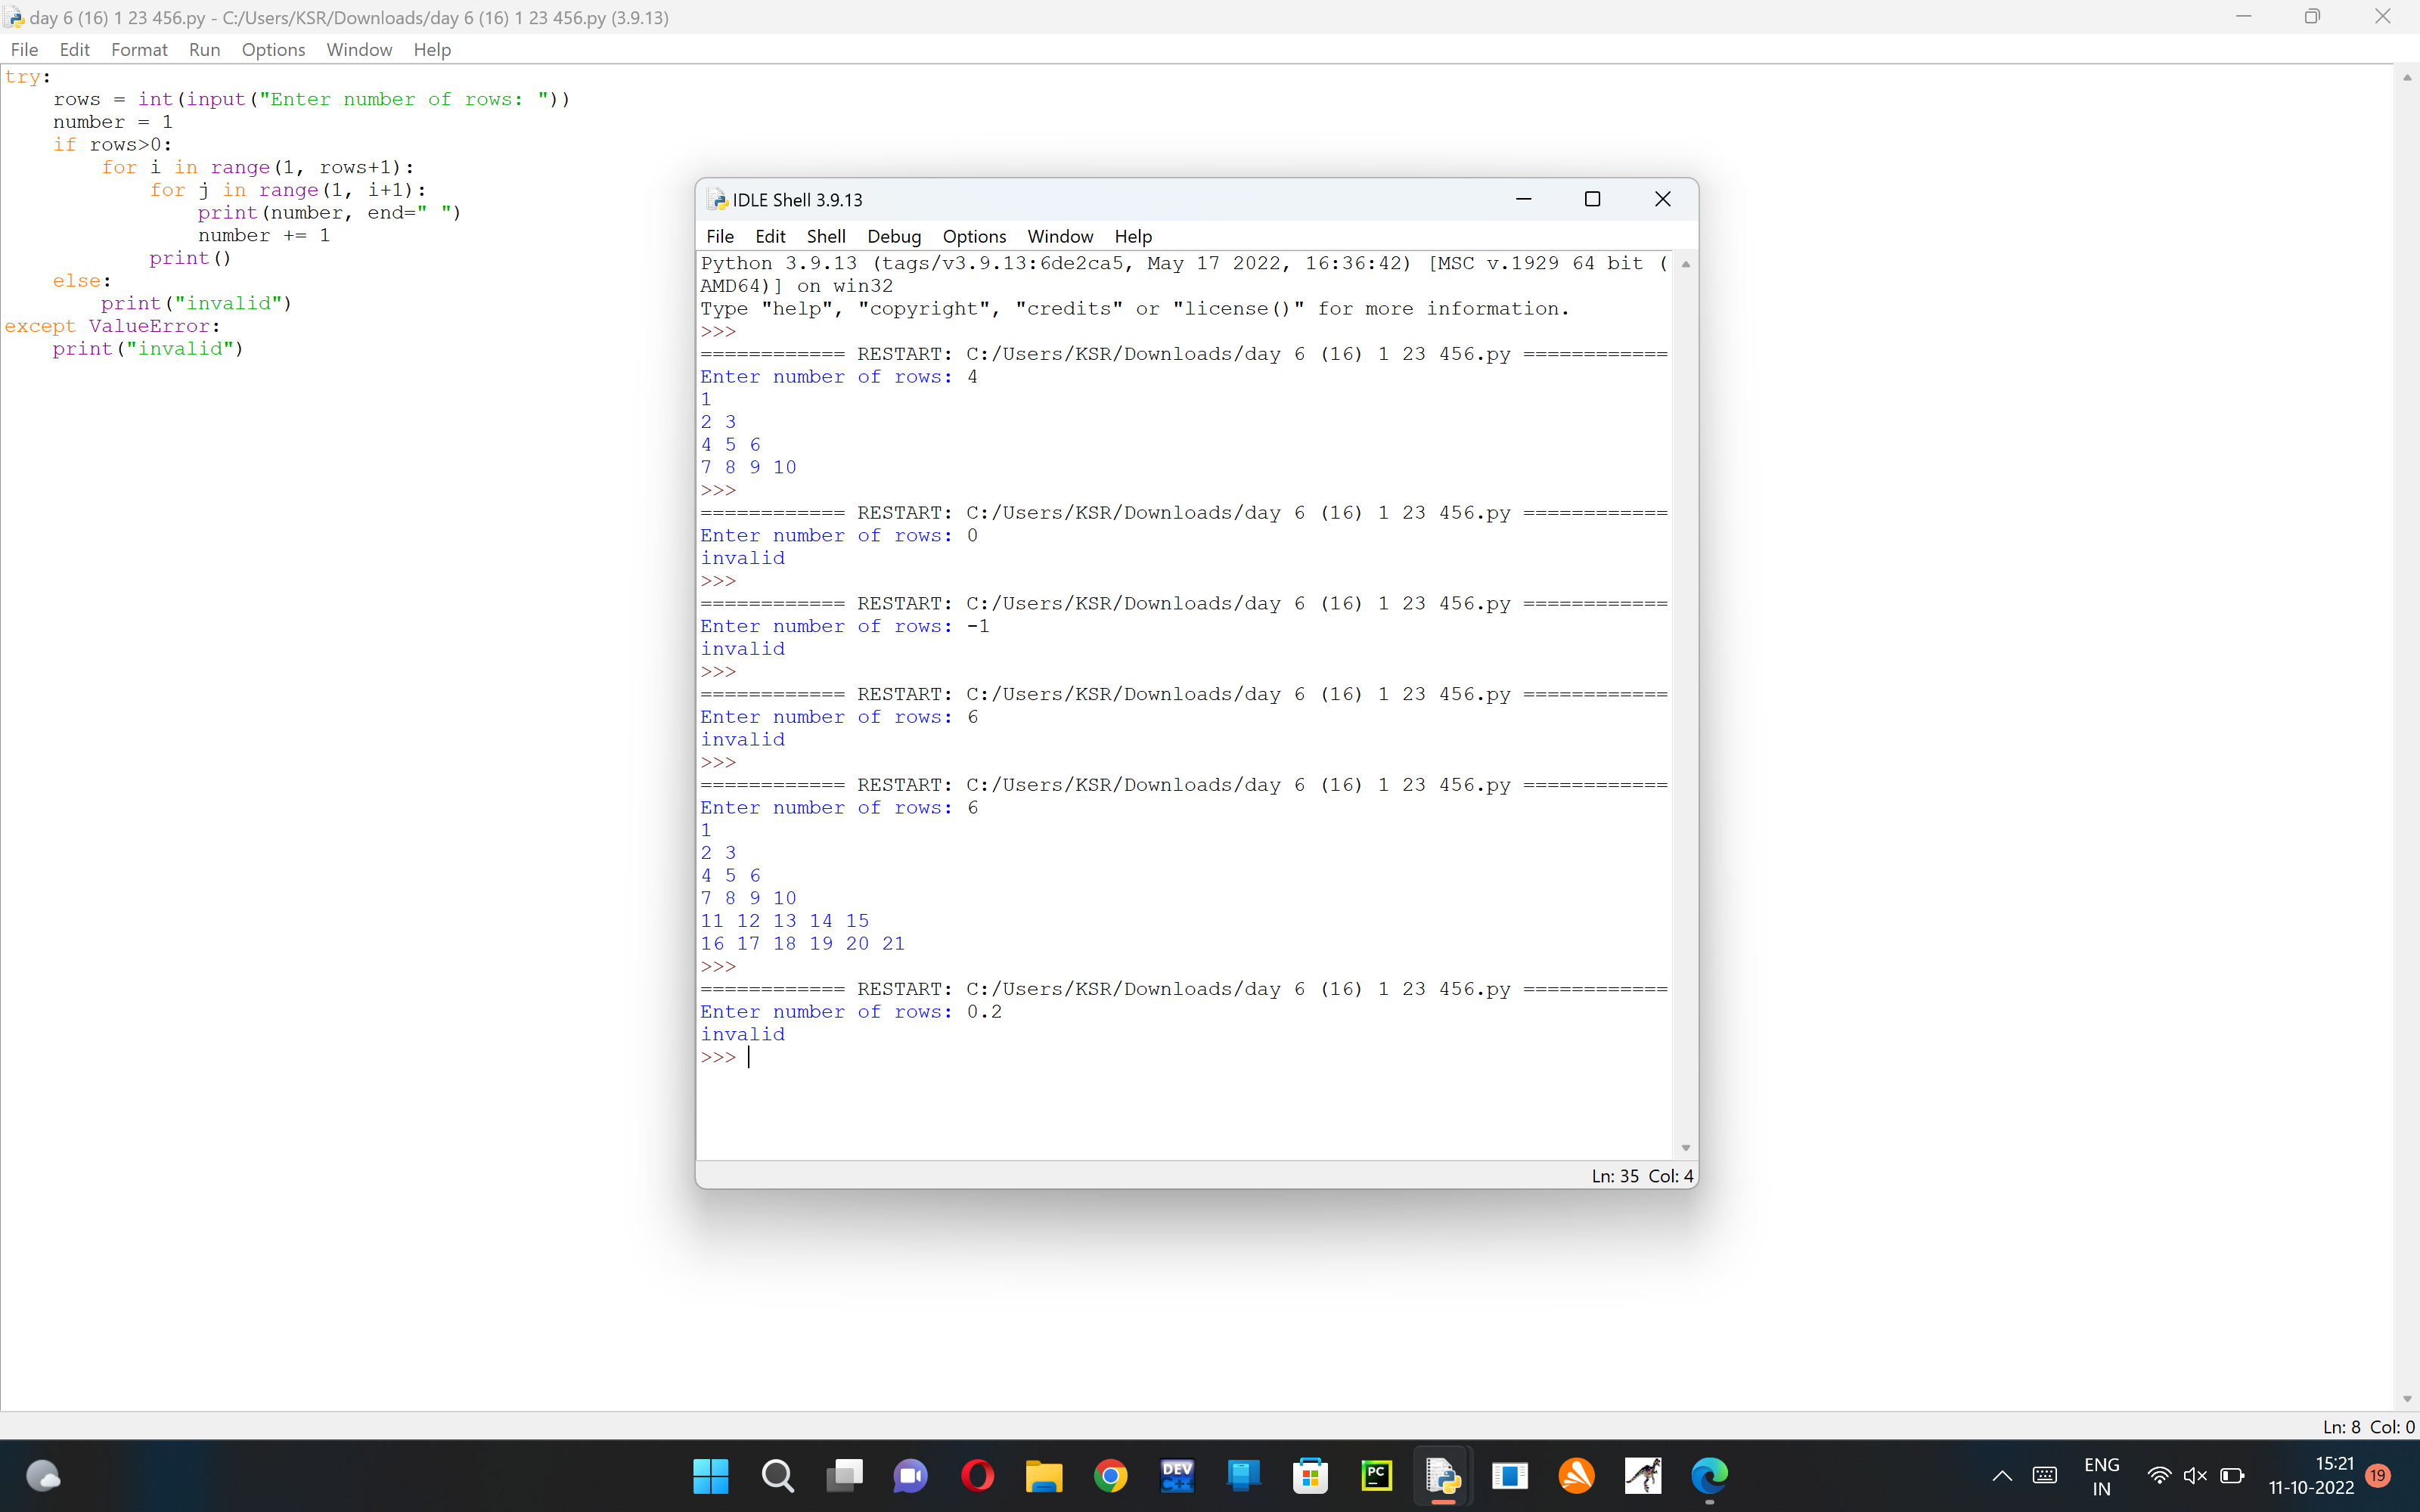 day 6 (16) 1 23 456.py - C:/Users/KSR/Downloads/day 6 (16) 1 23 456.py (3.9.13)
File Edit Format Run Options Window Help
try:
    rows = int(input("Enter number of rows: "))
    number = 1
    if rows>0:
        for i in range(1, rows+1):
            for j in range(1, i+1):
                print(number, end=" ")
                number += 1
            print()
    else:
        print("invalid")
except ValueError:
    print("invalid")
IDLE Shell 3.9.13
File Edit Shell Debug Options Window Help
Python 3.9.13 (tags/v3.9.13:6de2ca5, May 17 2022, 16:36:42) [MSC v.1929 64 bit (
AMD64)] on win32
Type "help", "copyright", "credits" or "license()" for more information.
>>>
============ RESTART: C:/Users/KSR/Downloads/day 6 (16) 1 23 456.py ============
Enter number of rows: 4
1
2 3
4 5 6
7 8 9 10
>>>
============ RESTART: C:/Users/KSR/Downloads/day 6 (16) 1 23 456.py ============
Enter number of rows: 0
invalid
>>>
============ RESTART: C:/Users/KSR/Downloads/day 6 (16) 1 23 456.py ============
Enter number of rows: -1
invalid
>>>
============ RESTART: C:/Users/KSR/Downloads/day 6 (16) 1 23 456.py ============
Enter number of rows: 6
invalid
>>>
============ RESTART: C:/Users/KSR/Downloads/day 6 (16) 1 23 456.py ============
Enter number of rows: 6
1
2 3
4 5 6
7 8 9 10
11 12 13 14 15
16 17 18 19 20 21
>>>
============ RESTART: C:/Users/KSR/Downloads/day 6 (16) 1 23 456.py ============
Enter number of rows: 0.2
invalid
>>>
Ln: 35 Col: 4
Ln: 8 Col: 0
DEV
C++
PC
ENG
IN
15:21
11-10-2022
19